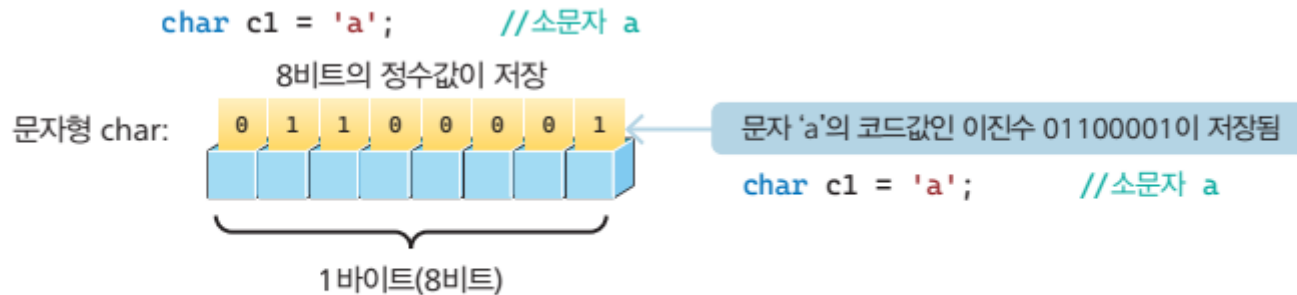 char c1 = 'a'; //소문자 a
8비트의 정수값이 저장
문자형 char: 0 1 1 0 0 0 0 1
문자 ‘a’의 코드값인 이진수 01100001이 저장됨
char c1 = 'a'; //소문자 a
1바이트(8비트)